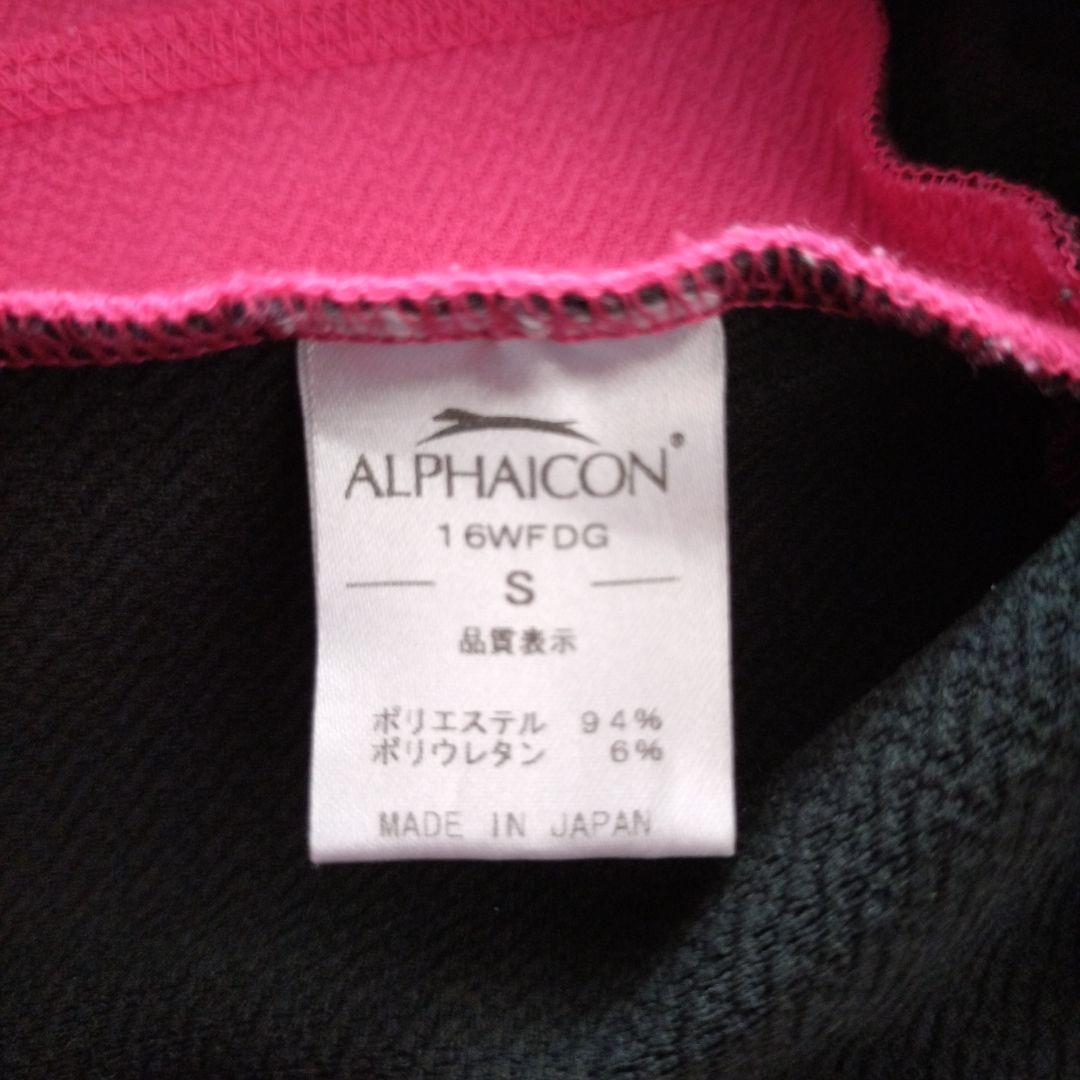 ALPHAICON®
16WFDG
S
品質表示
ポリエステル 94%
ポリウレタン 6%
MADE IN JAPAN